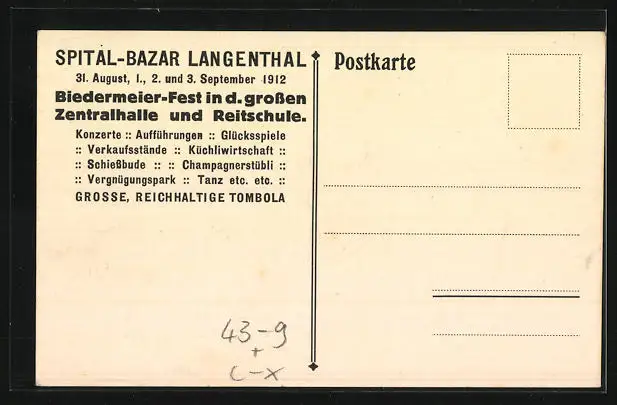 SPITAL-BAZAR LANGENTHAL
31. August, 1., 2. und 3. September 1912
Biedermeier-Fest in d. großen
Zentralhalle und Reitschule.
Konzerte :: Aufführungen :: Glücksspiele
:: Verkaufsstände :: Küchliwirtschaft ::
:: Schießbude :: :: Champagnerstübli ::
:: Vergnügungspark :: Tanz etc. etc. ::
GROSSE, REICHHALTIGE TOMBOLA
Postkarte
43-9
+
C-X